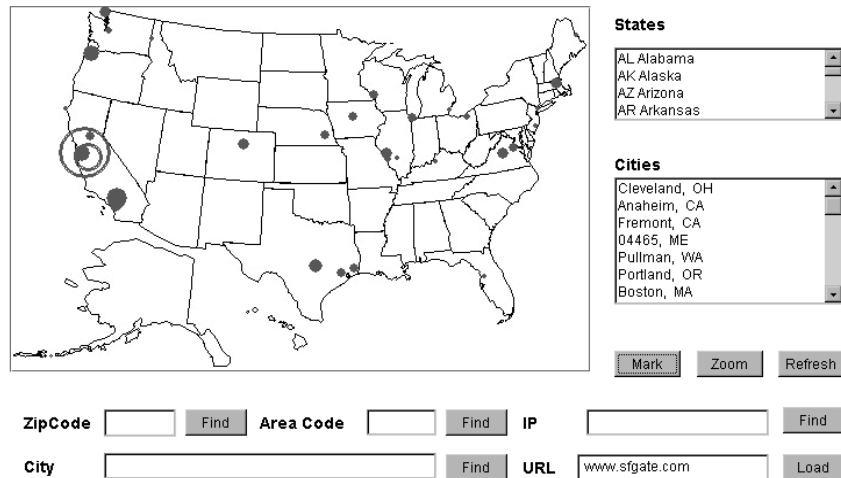 States
AL Alabama
AK Alaska
AZ Arizona
AR Arkansas
Cities
Cleveland, OH
Anaheim, CA
Fremont, CA
04465, ME
Pullman, WA
Portland, OR
Boston, MA
Mark Zoom Refresh
ZipCode Find Area Code Find IP Find
City Find URL www.sfgate.com Load